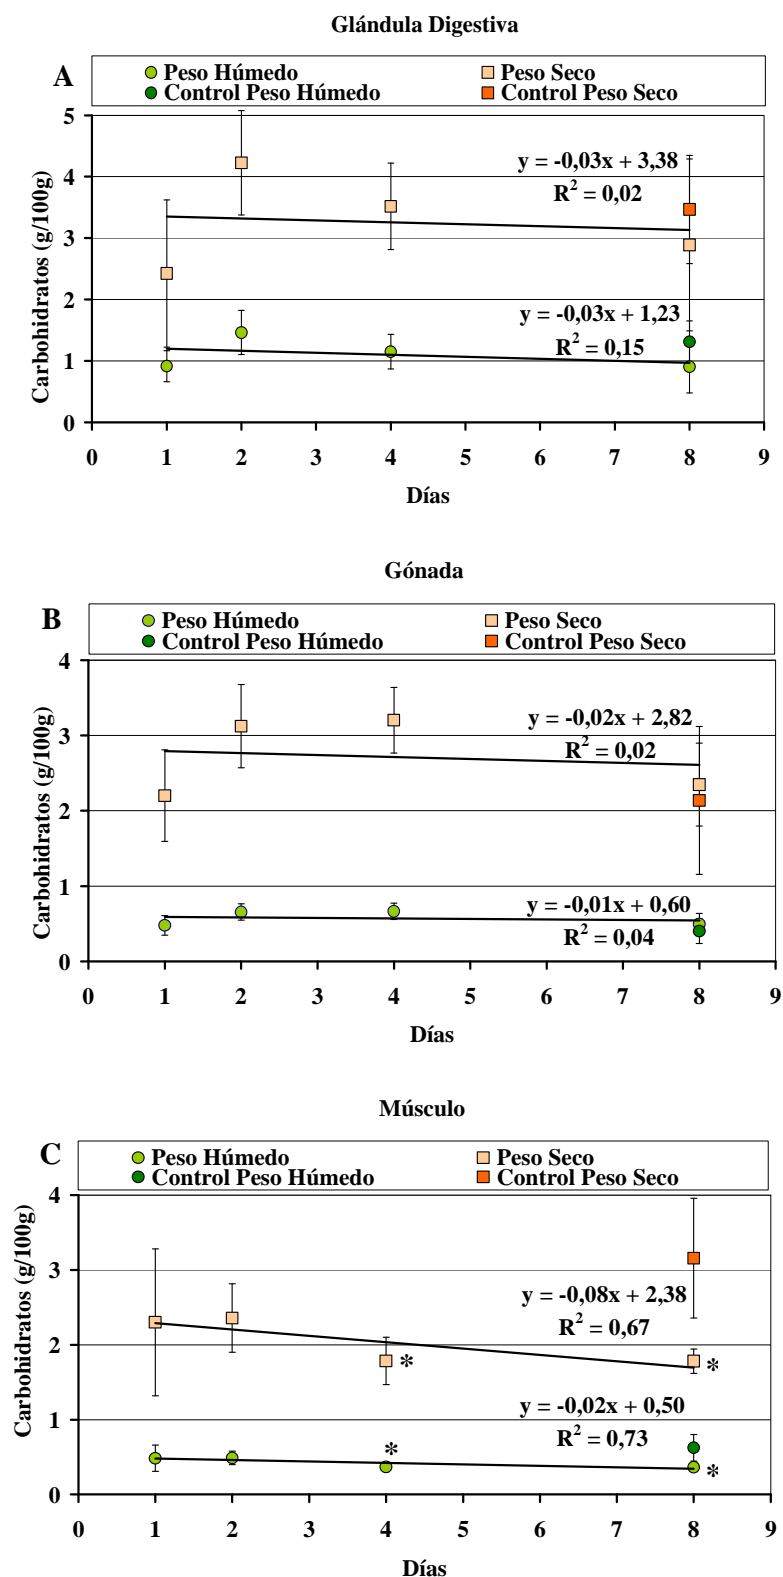 Glándula Digestiva
A
Peso Húmedo Peso Seco
Control Peso Húmedo Control Peso Seco
Carbohidratos (g/100g)
5
4
3
2
1
0
y = -0,03x + 3,38
R² = 0,02
y = -0,03x + 1,23
R² = 0,15
0 1 2 3 4 5 6 7 8 9
Días
Gónada
B
Peso Húmedo Peso Seco
Control Peso Húmedo Control Peso Seco
Carbohidratos (g/100g)
4
3
2
1
0
y = -0,02x + 2,82
R² = 0,02
y = -0,01x + 0,60
R² = 0,04
0 1 2 3 4 5 6 7 8 9
Días
Músculo
C
Peso Húmedo Peso Seco
Control Peso Húmedo Control Peso Seco
Carbohidratos (g/100g)
4
3
2
1
0
y = -0,08x + 2,38
R² = 0,67
*
*
y = -0,02x + 0,50
R² = 0,73
*
*
0 1 2 3 4 5 6 7 8 9
Días